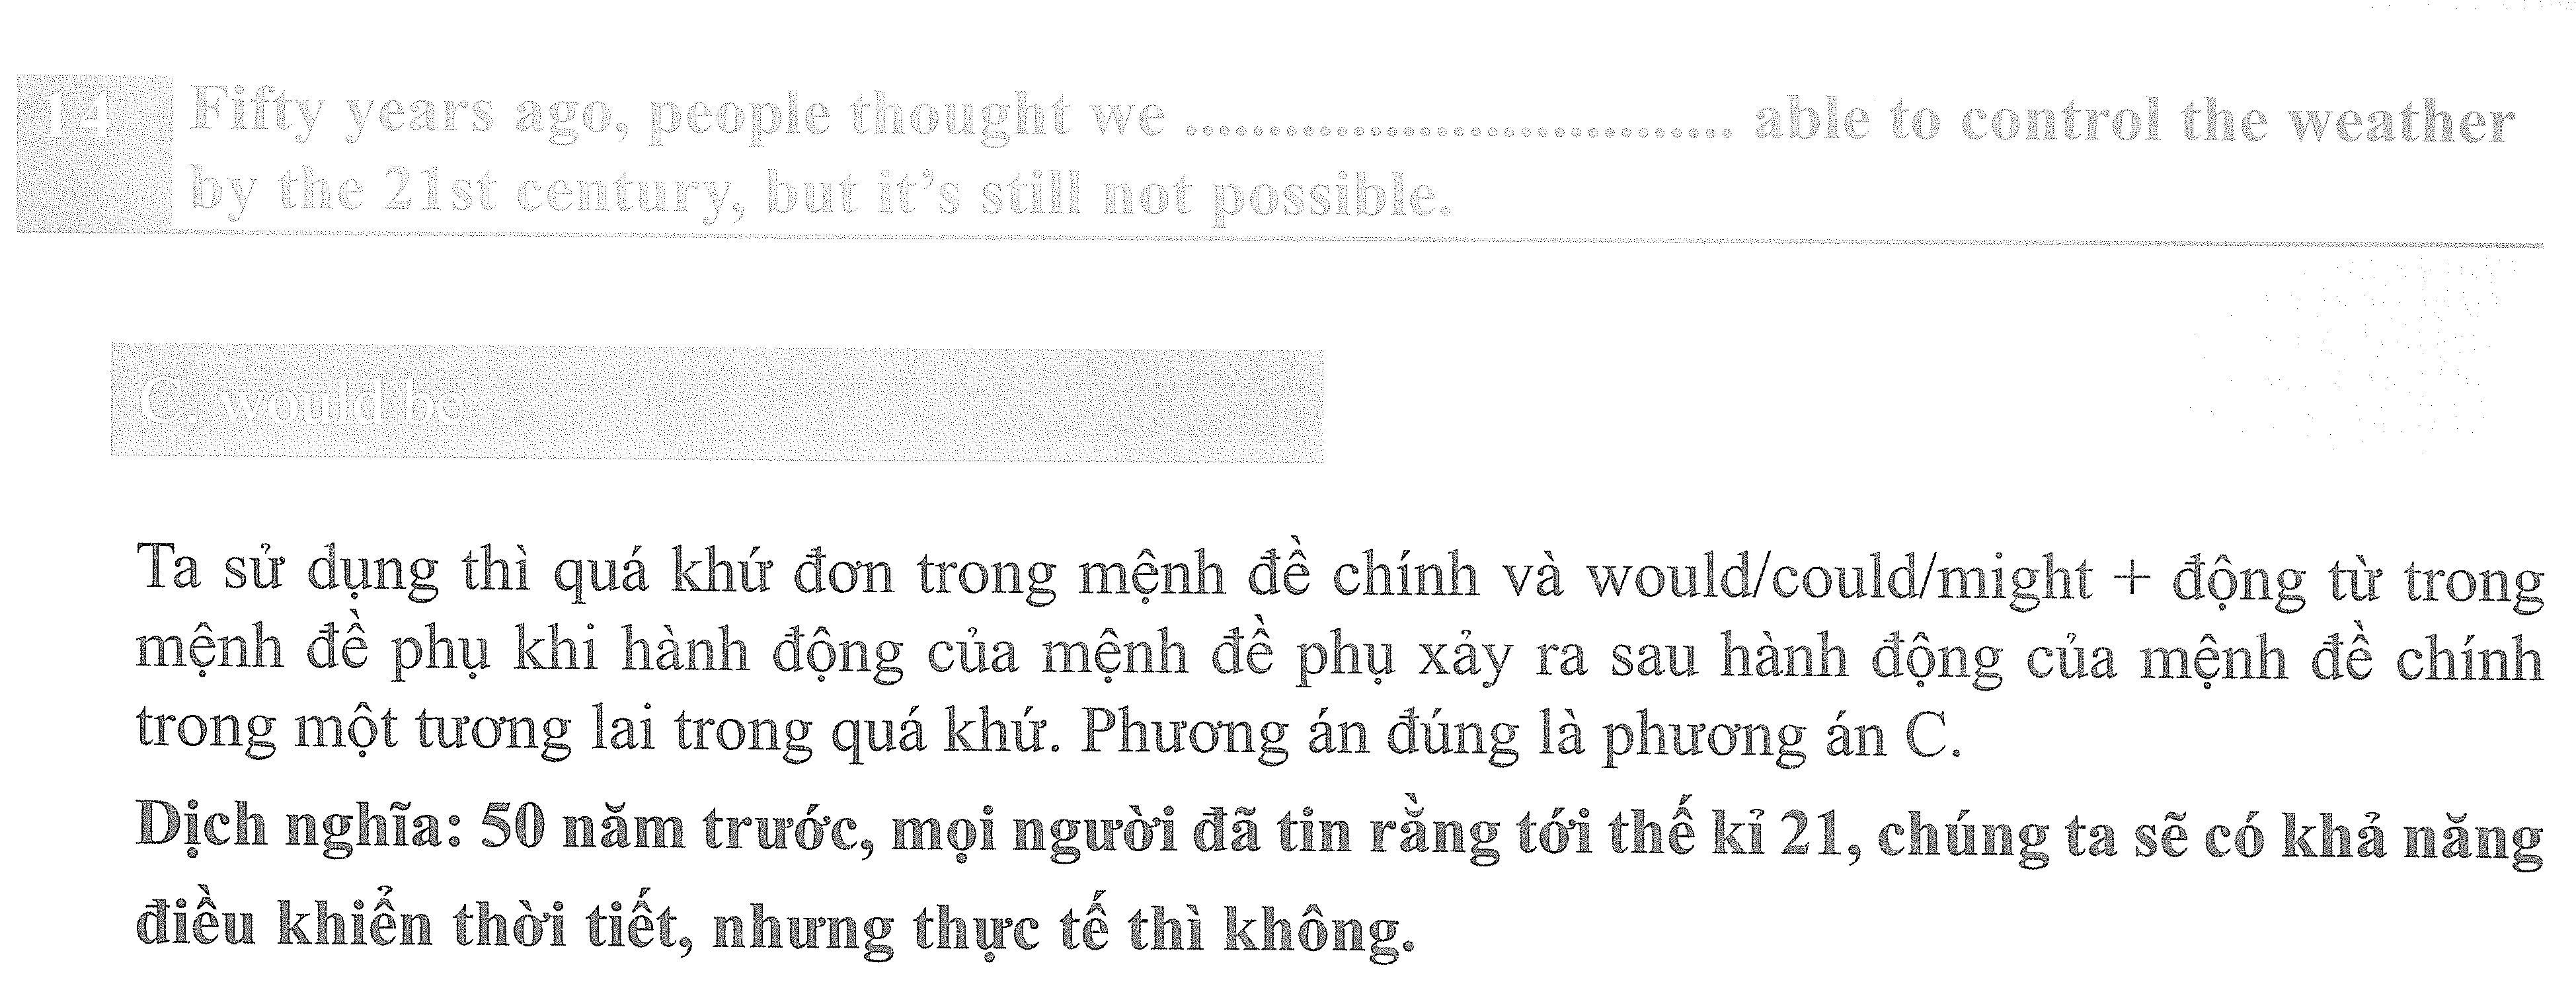 14 Fifty years ago, people thought we ................................. able to control the weather
by the 21st century, but it's still not possible.
C. would be
Ta sử dụng thì quá khứ đơn trong mệnh đề chính và would/could/might + động từ trong
mệnh đề phụ khi hành động của mệnh đề phụ xảy ra sau hành động của mệnh đề chính
trong một tương lai trong quá khứ. Phương án đúng là phương án C.
Dịch nghĩa: 50 năm trước, mọi người đã tin rằng tới thế kỉ 21, chúng ta sẽ có khả năng
điều khiển thời tiết, nhưng thực tế thì không.